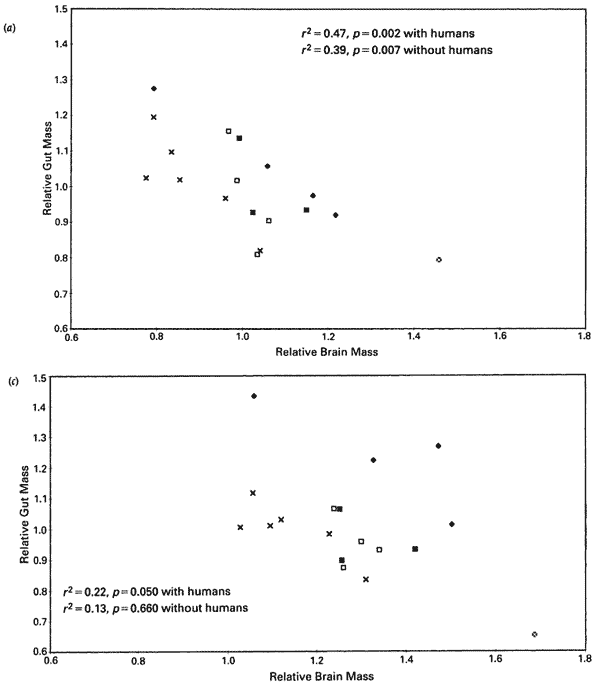 (a)
1.5
1.4
1.3
1.2
1.1
1.0
0.9
0.8
0.7
0.6
Relative Gut Mass
r² = 0.47, p = 0.002 with humans
r² = 0.39, p = 0.007 without humans
0.6 0.8 1.0 1.2 1.4 1.6 1.8
Relative Brain Mass
(c)
1.5
1.4
1.3
1.2
1.1
1.0
0.9
0.8
0.7
0.6
Relative Gut Mass
r² = 0.22, p = 0.050 with humans
r² = 0.13, p = 0.660 without humans
0.6 0.8 1.0 1.2 1.4 1.6 1.8
Relative Brain Mass